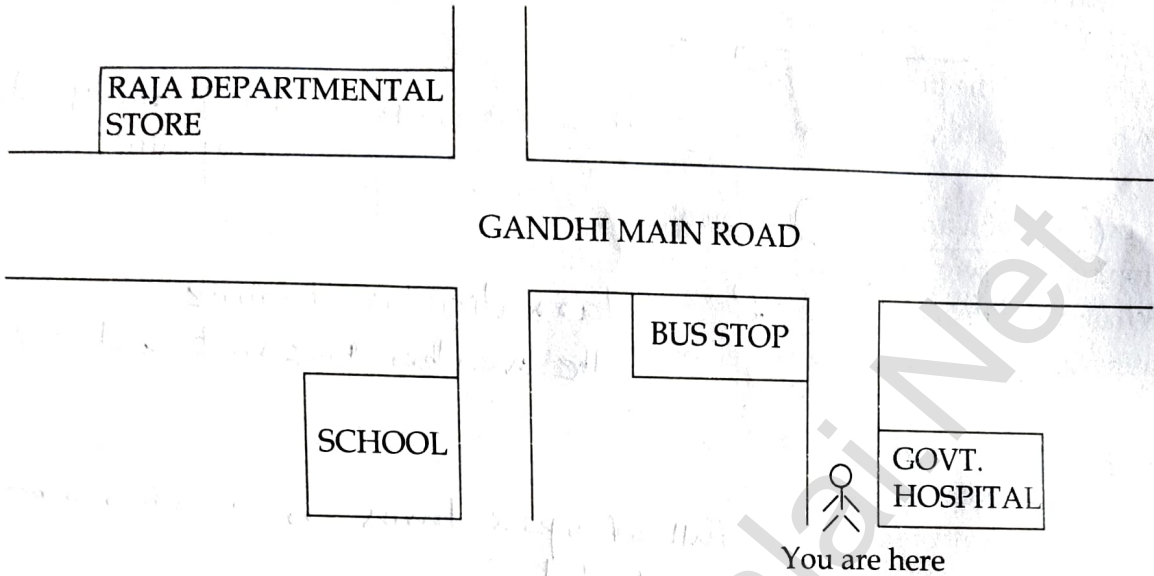 RAJA DEPARTMENTAL
STORE
GANDHI MAIN ROAD
BUS STOP
SCHOOL
GOVT.
HOSPITAL
You are here